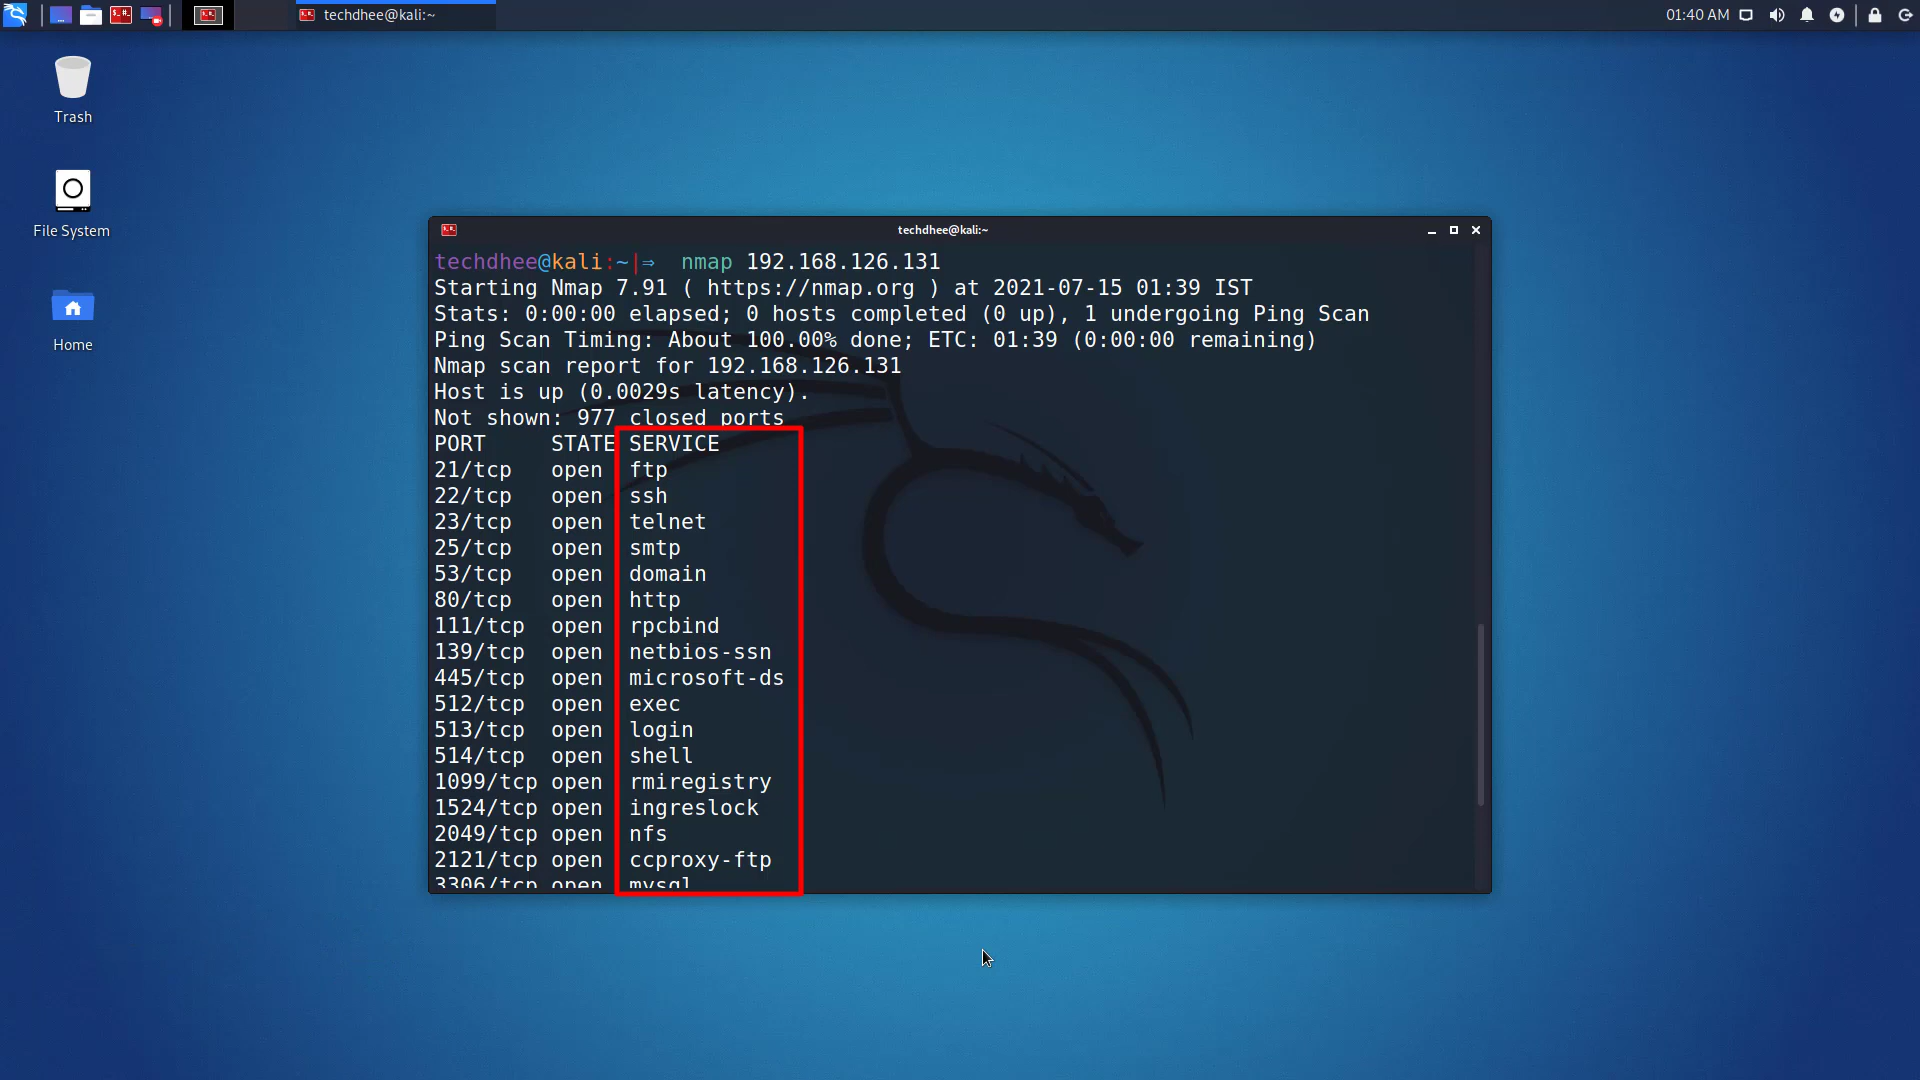 techdhee@kali:~
01:40 AM
Trash
File System
Home
techdhee@kali:~
techdhee@kali:~|⇒  nmap 192.168.126.131
Starting Nmap 7.91 ( https://nmap.org ) at 2021-07-15 01:39 IST
Stats: 0:00:00 elapsed; 0 hosts completed (0 up), 1 undergoing Ping Scan
Ping Scan Timing: About 100.00% done; ETC: 01:39 (0:00:00 remaining)
Nmap scan report for 192.168.126.131
Host is up (0.0029s latency).
Not shown: 977 closed ports
PORT     STATE SERVICE
21/tcp   open  ftp
22/tcp   open  ssh
23/tcp   open  telnet
25/tcp   open  smtp
53/tcp   open  domain
80/tcp   open  http
111/tcp  open  rpcbind
139/tcp  open  netbios-ssn
445/tcp  open  microsoft-ds
512/tcp  open  exec
513/tcp  open  login
514/tcp  open  shell
1099/tcp open  rmiregistry
1524/tcp open  ingreslock
2049/tcp open  nfs
2121/tcp open  ccproxy-ftp
3306/tcp open  mysql